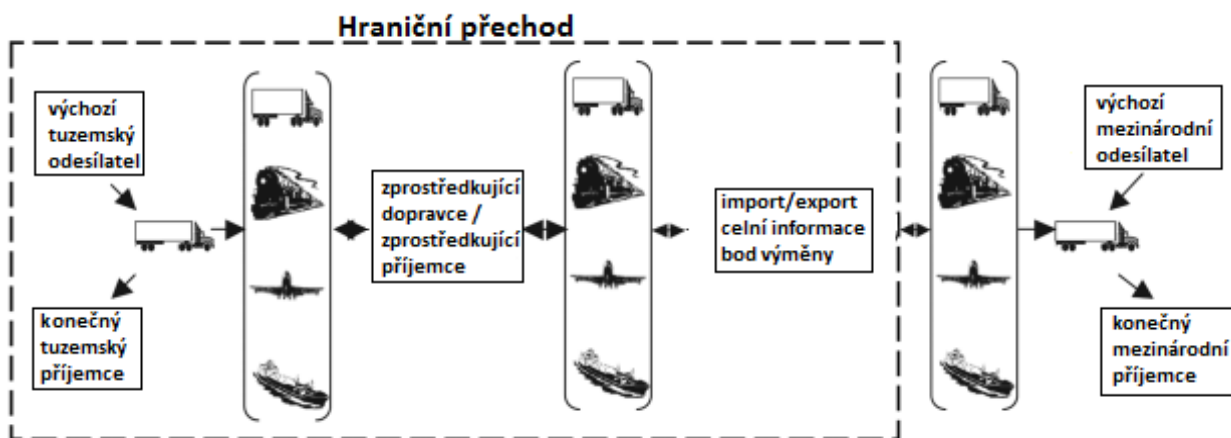 Hraniční přechod
výchozí
tuzemský
odesílatel
konečný
tuzemský
příjemce
zprostředkující
dopravce /
zprostředkující
příjemce
import/export
celní informace
bod výměny
výchozí
mezinárodní
odesílatel
konečný
mezinárodní
příjemce